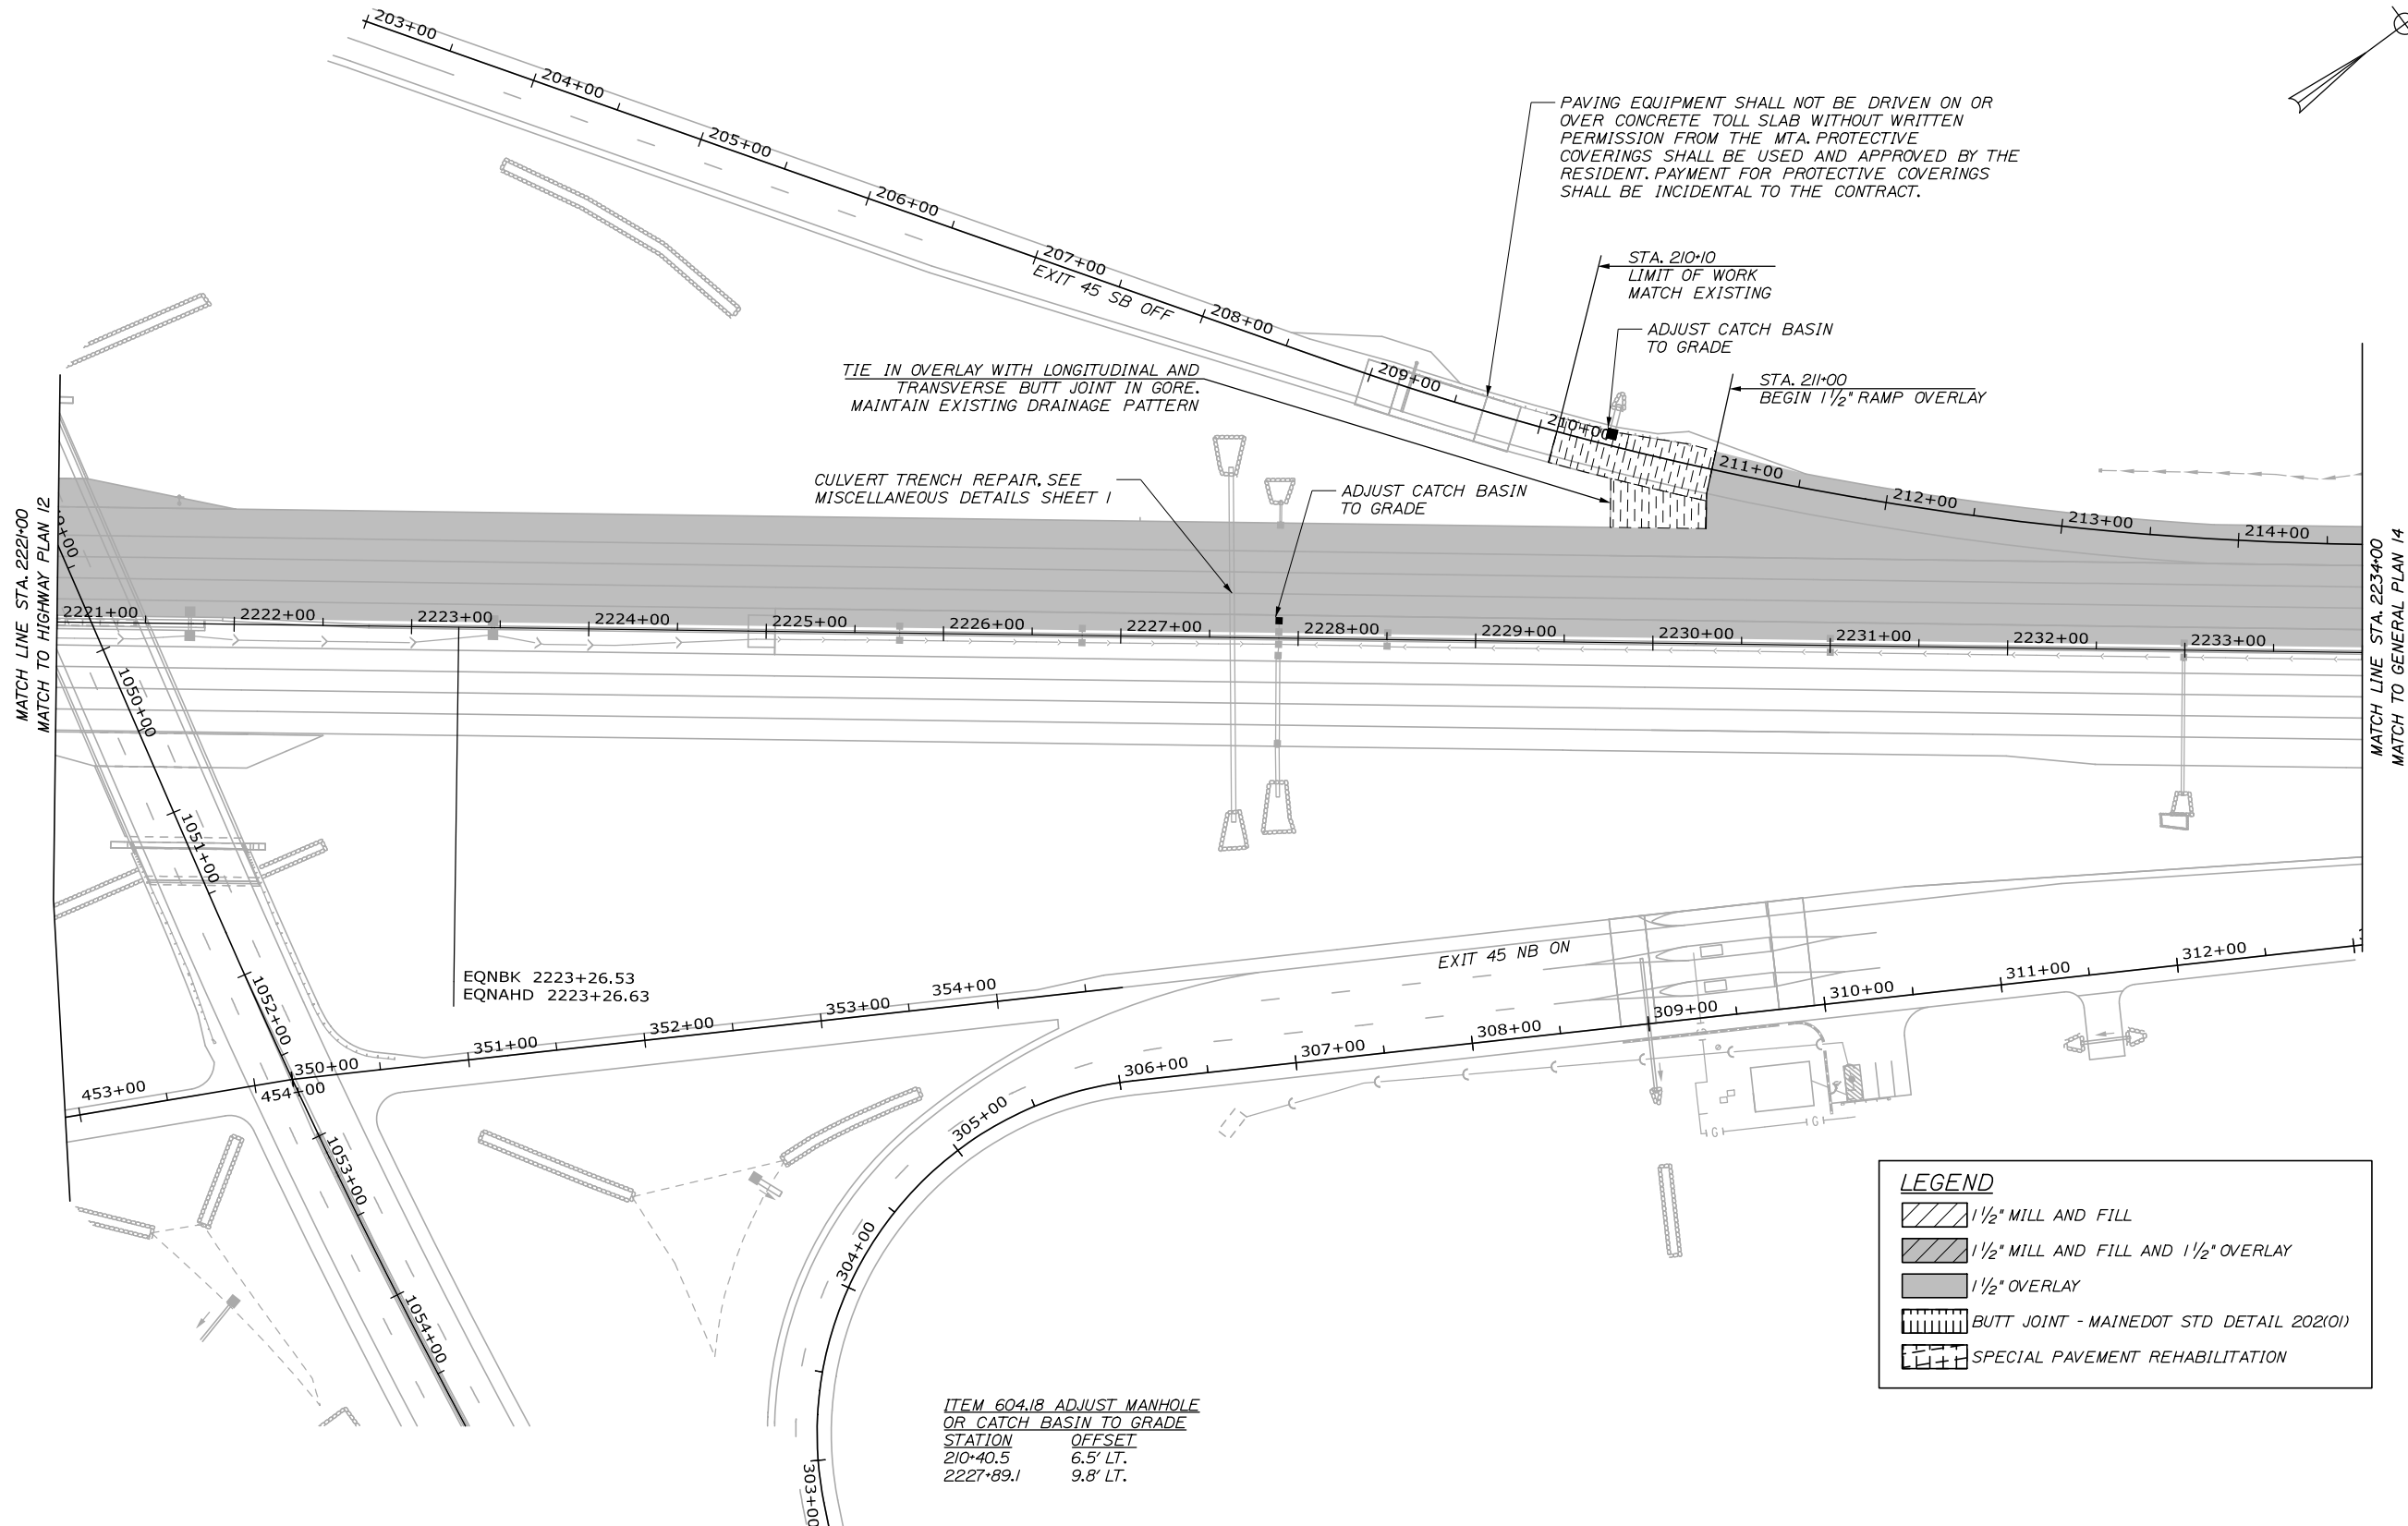 203+00
204+00
205+00
206+00
207+00
208+00
209+00
210+00
211+00
212+00
213+00
214+00
EXIT 45 SB OFF
PAVING EQUIPMENT SHALL NOT BE DRIVEN ON OR
OVER CONCRETE TOLL SLAB WITHOUT WRITTEN
PERMISSION FROM THE MTA. PROTECTIVE
COVERINGS SHALL BE USED AND APPROVED BY THE
RESIDENT. PAYMENT FOR PROTECTIVE COVERINGS
SHALL BE INCIDENTAL TO THE CONTRACT.
STA. 210+10
LIMIT OF WORK
MATCH EXISTING
ADJUST CATCH BASIN
TO GRADE
STA. 211+00
BEGIN 1 1/2" RAMP OVERLAY
TIE IN OVERLAY WITH LONGITUDINAL AND
TRANSVERSE BUTT JOINT IN GORE.
MAINTAIN EXISTING DRAINAGE PATTERN
CULVERT TRENCH REPAIR, SEE
MISCELLANEOUS DETAILS SHEET 1
ADJUST CATCH BASIN
TO GRADE
MATCH LINE STA. 2221+00
MATCH TO HIGHWAY PLAN 12
MATCH LINE STA. 2234+00
MATCH TO GENERAL PLAN 14
2221+00
2222+00
2223+00
2224+00
2225+00
2226+00
2227+00
2228+00
2229+00
2230+00
2231+00
2232+00
2233+00
1050+00
1051+00
1052+00
1053+00
1054+00
EQNBK 2223+26.53
EQNAHD 2223+26.63
453+00
454+00
350+00
351+00
352+00
353+00
354+00
EXIT 45 NB ON
303+00
304+00
305+00
306+00
307+00
308+00
309+00
310+00
311+00
312+00
G
G
LEGEND
1 1/2" MILL AND FILL
1 1/2" MILL AND FILL AND 1 1/2" OVERLAY
1 1/2" OVERLAY
BUTT JOINT - MAINEDOT STD DETAIL 202(01)
SPECIAL PAVEMENT REHABILITATION
ITEM 604.18 ADJUST MANHOLE
OR CATCH BASIN TO GRADE
STATION OFFSET
210+40.5 6.5' LT.
2227+89.1 9.8' LT.